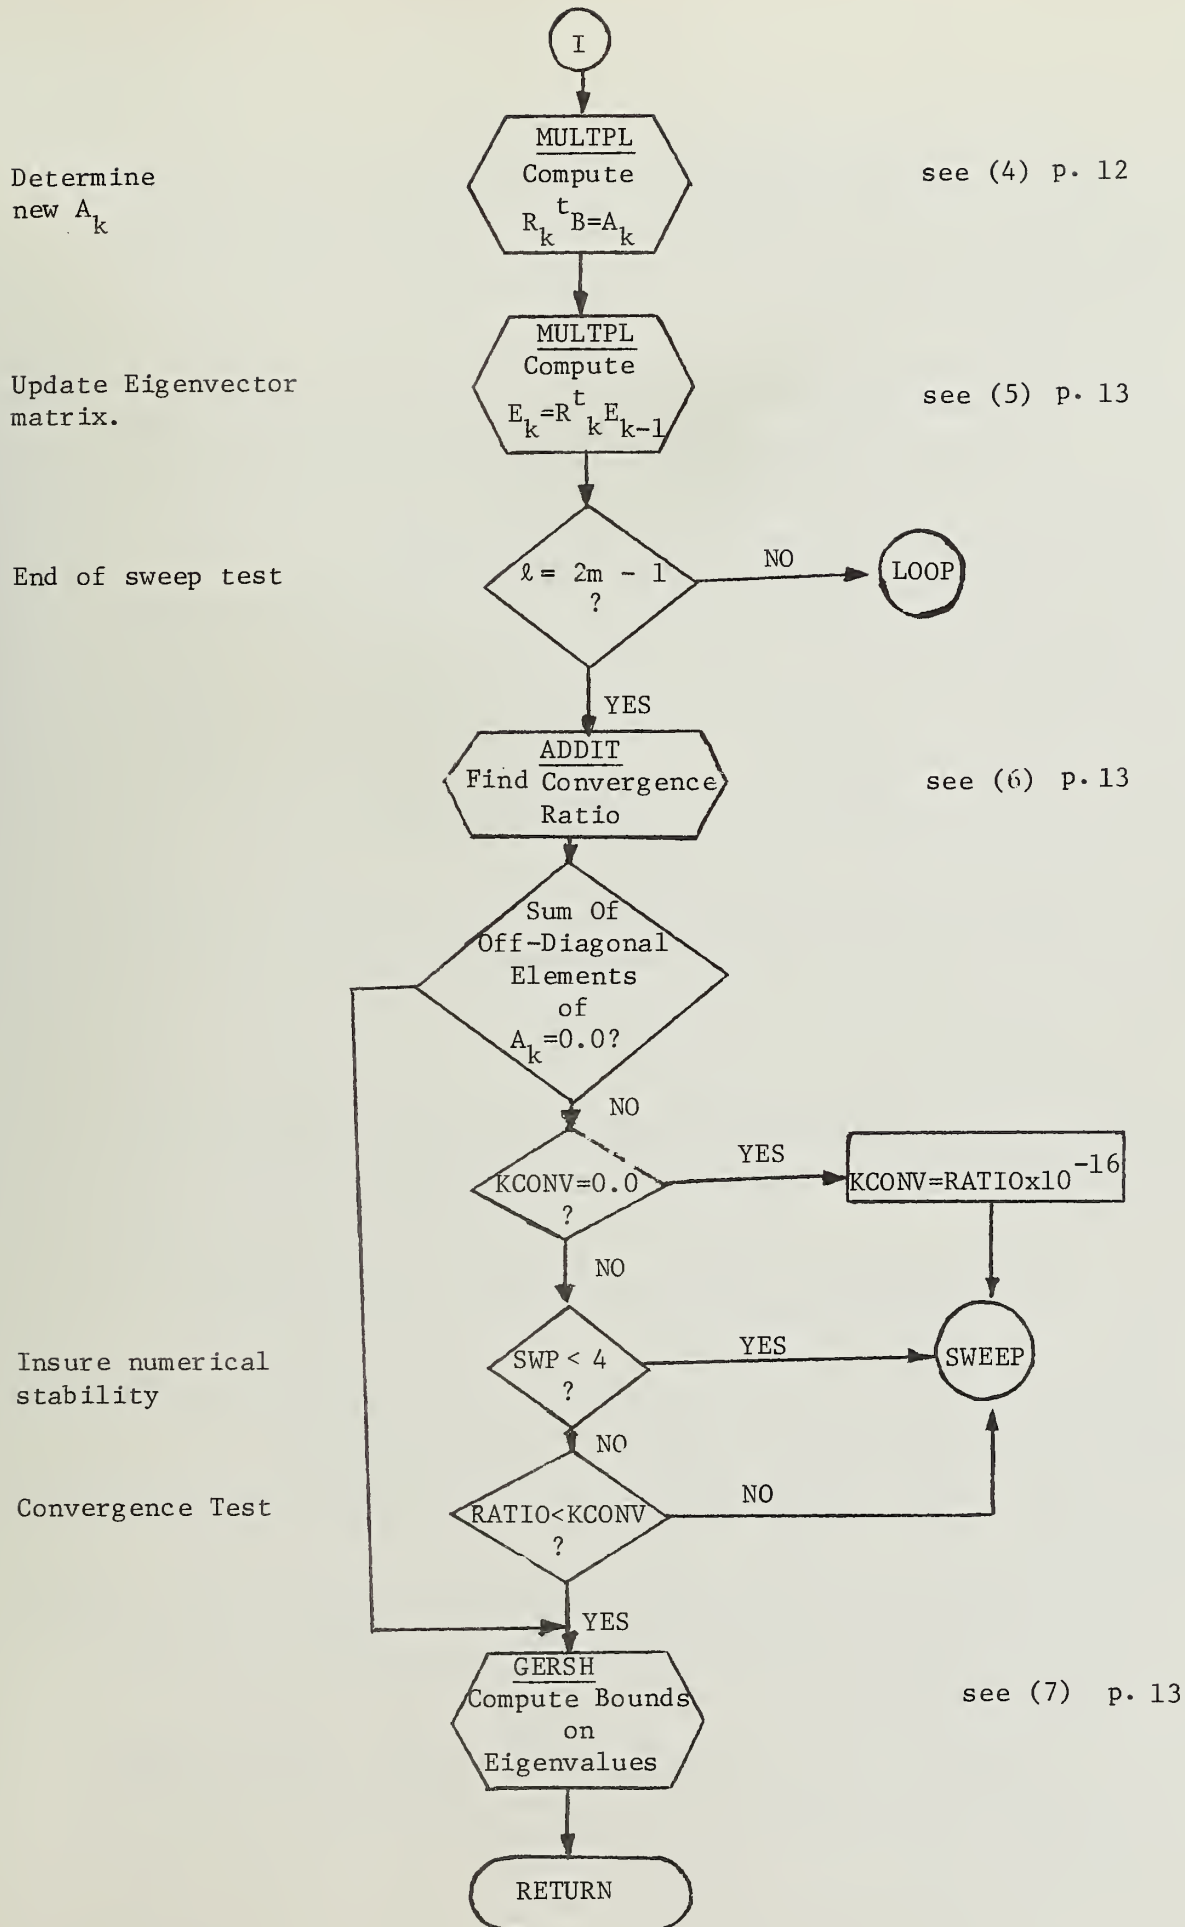 I
Determine
new A_k
MULTPL
Compute
R_k^t B=A_k
see (4) p. 12
Update Eigenvector
matrix.
MULTPL
Compute
E_k=R^t_k E_{k-1}
see (5) p. 13
End of sweep test
ℓ = 2m - 1
?
NO
LOOP
YES
ADDIT
Find Convergence
Ratio
see (6) p. 13
Sum Of
Off-Diagonal
Elements
of
A_k=0.0?
NO
KCONV=0.0
?
YES
KCONV=RATIOx10^{-16}
NO
Insure numerical
stability
SWP < 4
?
YES
SWEEP
NO
Convergence Test
RATIO<KCONV
?
NO
YES
GERSH
Compute Bounds
on
Eigenvalues
see (7) p. 13
RETURN